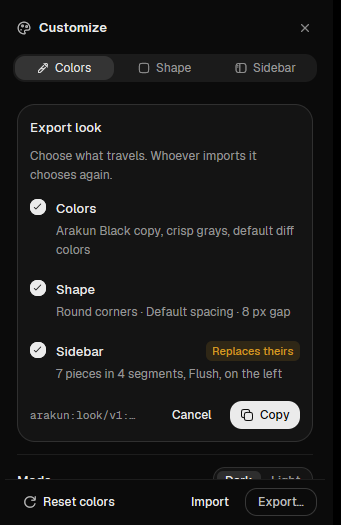 Customize
Colors
Shape
Sidebar
Export look
Choose what travels. Whoever imports it
chooses again.
Colors
Arakun Black copy, crisp grays, default diff
colors
Shape
Round corners · Default spacing · 8 px gap
Sidebar
Replaces theirs
7 pieces in 4 segments, Flush, on the left
arakun:look/v1:…
Cancel
Copy
Mode
Dark
Light
Reset colors
Import
Export…